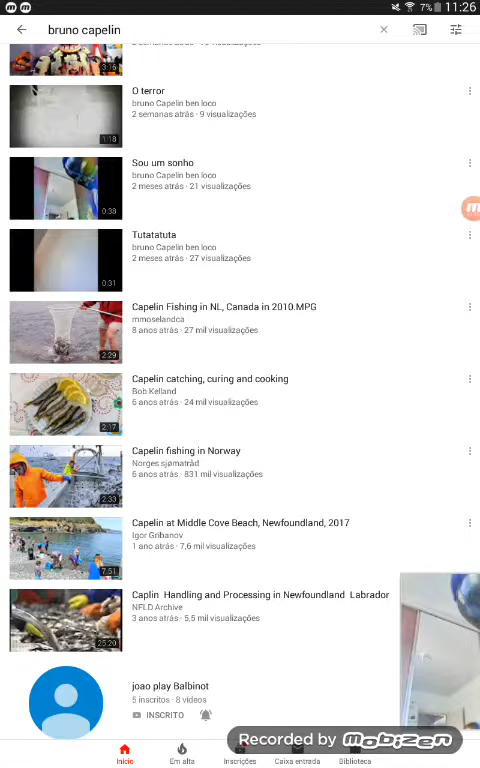 7% 11:26
bruno capelin
3:16
O terror
bruno Capelin ben loco
2 semanas atrás · 9 visualizações
1:18
Sou um sonho
bruno Capelin ben loco
2 meses atrás · 21 visualizações
0:38
Tutatatuta
bruno Capelin ben loco
2 meses atrás · 27 visualizações
0:31
Capelin Fishing in NL, Canada in 2010.MPG
mmoselandca
8 anos atrás · 27 mil visualizações
2:29
Capelin catching, curing and cooking
Bob Kelland
6 anos atrás · 24 mil visualizações
2:17
Capelin fishing in Norway
Norges sjømatråd
6 anos atrás · 831 mil visualizações
2:33
Capelin at Middle Cove Beach, Newfoundland, 2017
Igor Gribanov
1 ano atrás · 7,6 mil visualizações
7:51
Caplin Handling and Processing in Newfoundland Labrador
NFLD Archive
3 anos atrás · 5,5 mil visualizações
25:20
joao play Balbinot
5 inscritos · 8 vídeos
INSCRITO
Recorded by mobizen
Início Em alta Inscrições Caixa entrada Biblioteca